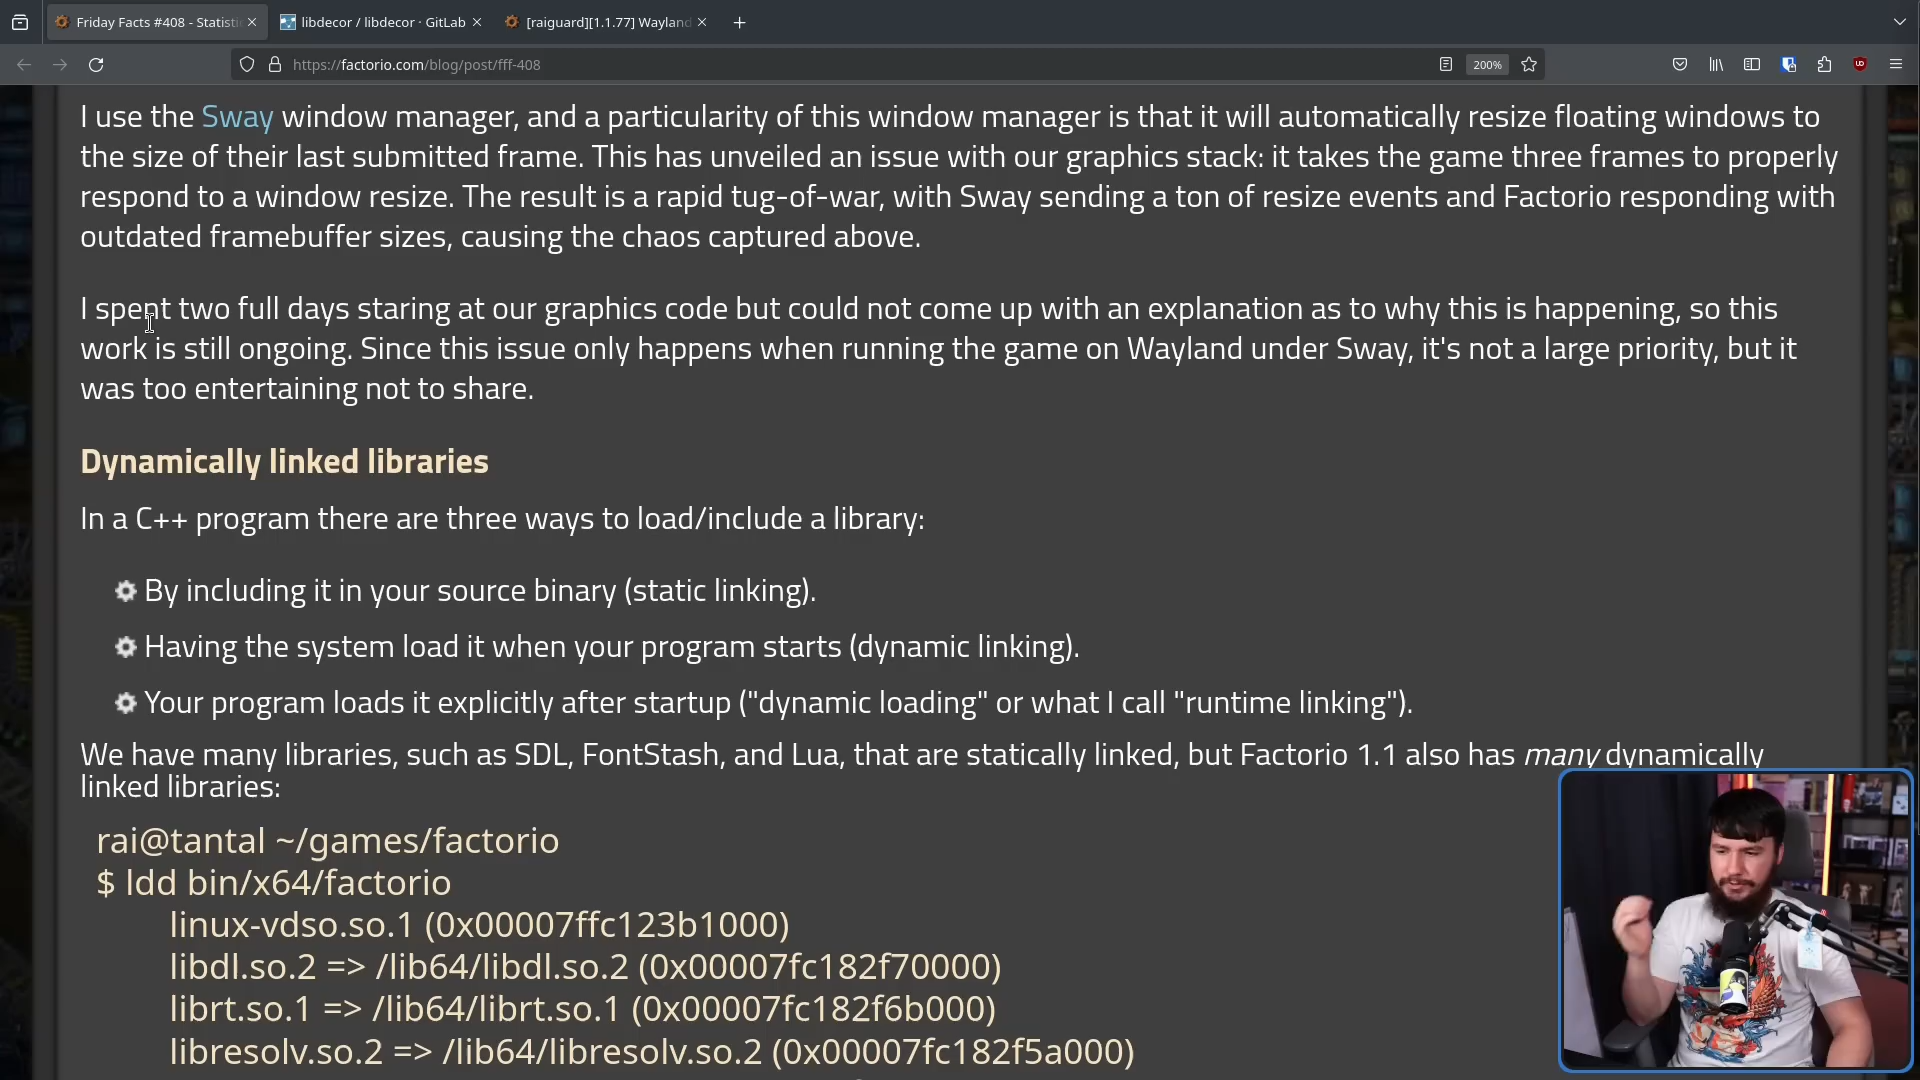 Friday Facts #408 - Statisti
libdecor / libdecor · GitLab
[raiguard][1.1.77] Wayland
https://factorio.com/blog/post/fff-408
200%
I use the Sway window manager, and a particularity of this window manager is that it will automatically resize floating windows to
the size of their last submitted frame. This has unveiled an issue with our graphics stack: it takes the game three frames to properly
respond to a window resize. The result is a rapid tug-of-war, with Sway sending a ton of resize events and Factorio responding with
outdated framebuffer sizes, causing the chaos captured above.
I spent two full days staring at our graphics code but could not come up with an explanation as to why this is happening, so this
work is still ongoing. Since this issue only happens when running the game on Wayland under Sway, it's not a large priority, but it
was too entertaining not to share.
Dynamically linked libraries
In a C++ program there are three ways to load/include a library:
By including it in your source binary (static linking).
Having the system load it when your program starts (dynamic linking).
Your program loads it explicitly after startup ("dynamic loading" or what I call "runtime linking").
We have many libraries, such as SDL, FontStash, and Lua, that are statically linked, but Factorio 1.1 also has many dynamically
linked libraries:
rai@tantal ~/games/factorio
$ ldd bin/x64/factorio
linux-vdso.so.1 (0x00007ffc123b1000)
libdl.so.2 => /lib64/libdl.so.2 (0x00007fc182f70000)
librt.so.1 => /lib64/librt.so.1 (0x00007fc182f6b000)
libresolv.so.2 => /lib64/libresolv.so.2 (0x00007fc182f5a000)